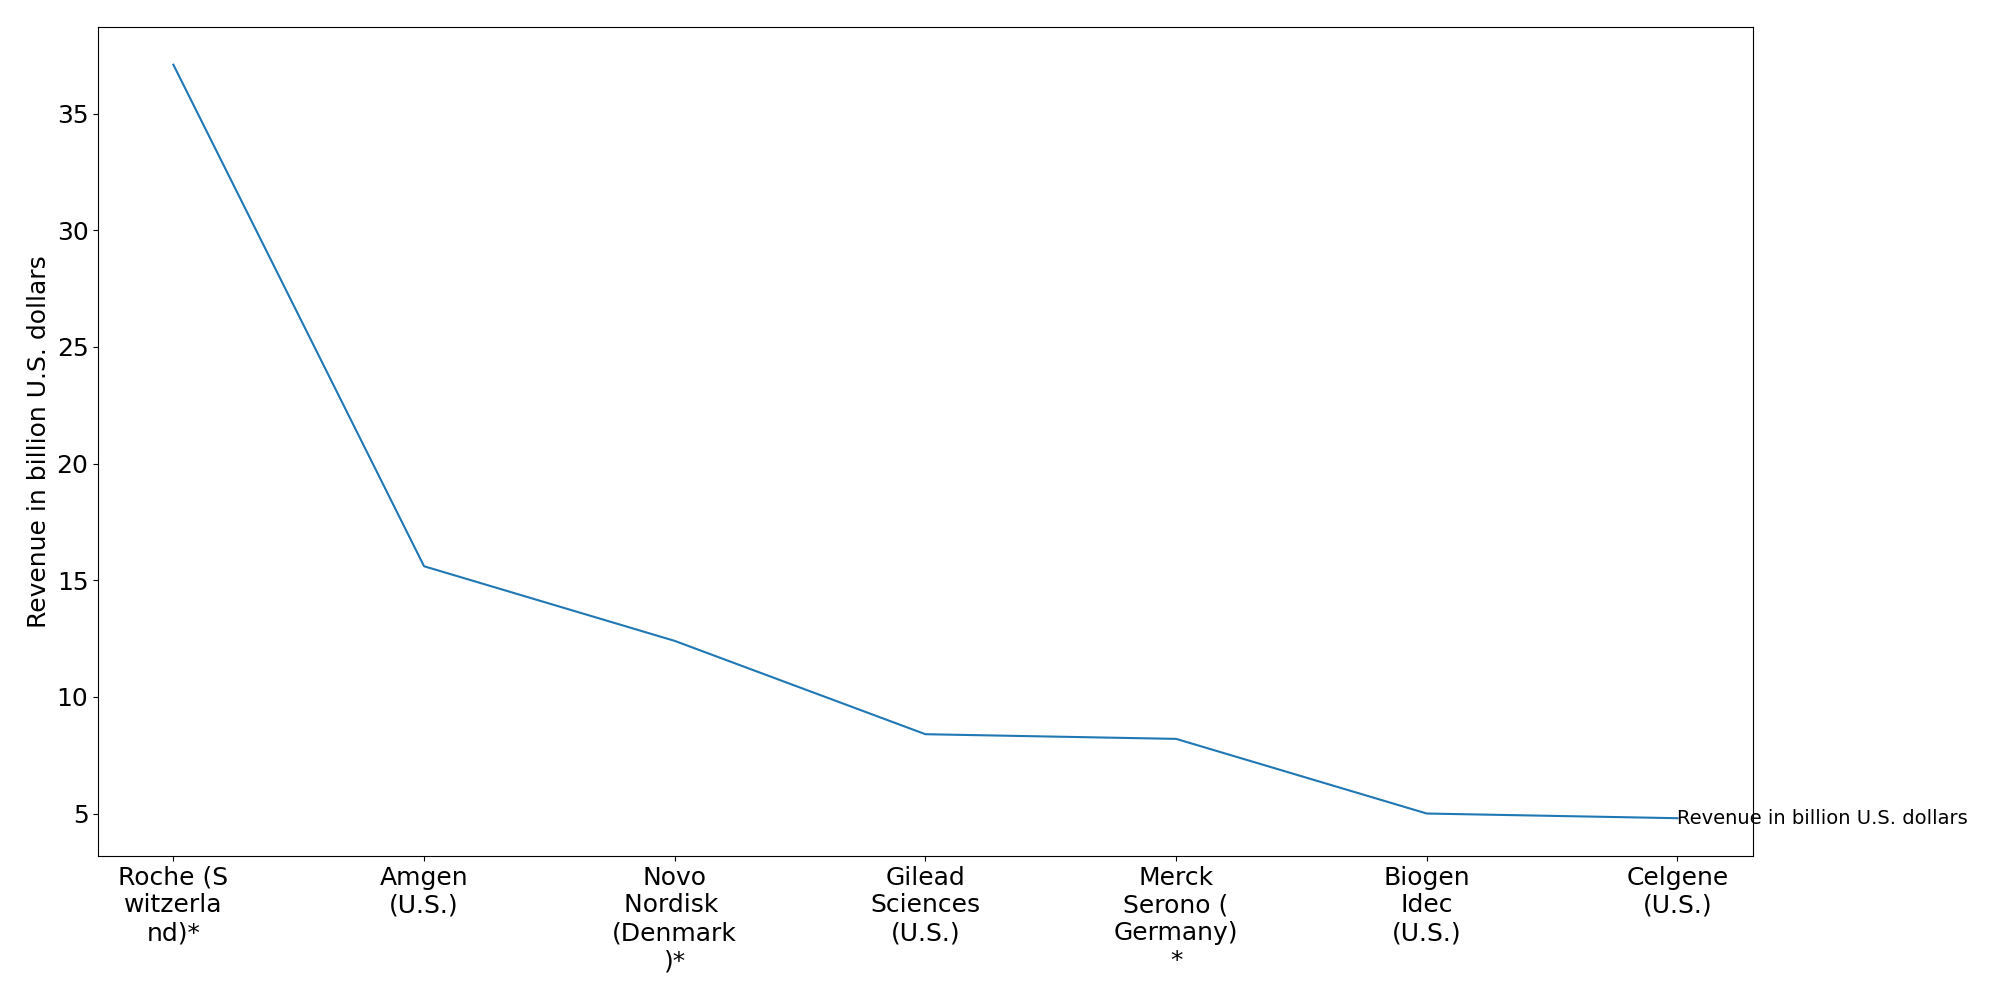 Revenue in billion U.S. dollars
35
30
25
20
15
10
5
Revenue in billion U.S. dollars
Roche (S
witzerla
nd)*
Amgen
(U.S.)
Novo
Nordisk
(Denmark
)*
Gilead
Sciences
(U.S.)
Merck
Serono (
Germany)
*
Biogen
Idec
(U.S.)
Celgene
(U.S.)